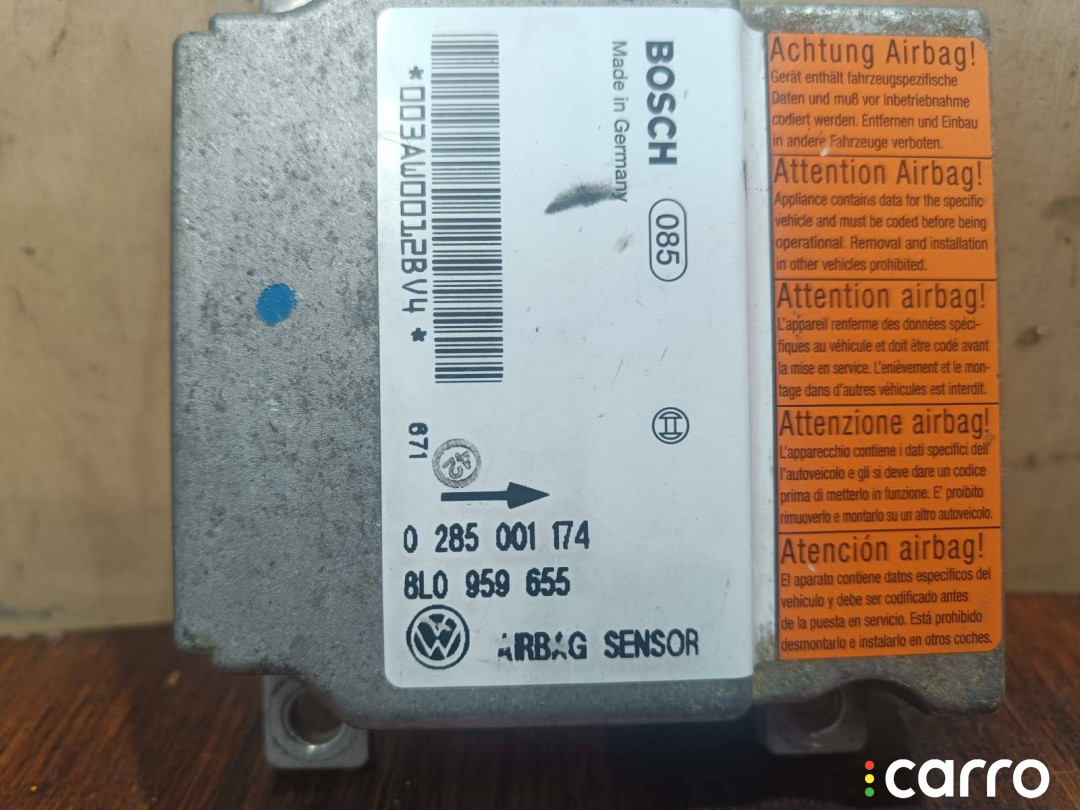 BOSCH
Made in Germany
085
*003AW0012BV4 *
671
0 285 001 174
8L0 959 655
AIRBAG SENSOR
Achtung Airbag!
Gerät enthält fahrzeugspezifische
Daten und muß vor Inbetriebnahme
codiert werden. Entfernen und Einbau
in andere Fahrzeuge verboten.
Attention Airbag!
Appliance contains data for the specific
vehicle and must be coded before being
operational. Removal and installation
in other vehicles prohibited.
Attention airbag!
L'appareil renferme des données spéci-
fiques au véhicule et doit être codé avant
la mise en service. L'enièvement et le mon-
tage dans d'autres véhicules est interdit.
Attenzione airbag!
L'apparecchio contiene i dati specifici dell'
l'autoveicolo e gli si deve dare un codice
prima di metterlo in funzione. E' proibito
rimuoverlo e montarlo su un altro autoveicolo.
Atención airbag!
El aparato contiene datos específicos del
vehículo y debe ser codificado antes
de la puesta en servicio. Está prohibido
desmontarlo e instalarlo en otros coches.
carro